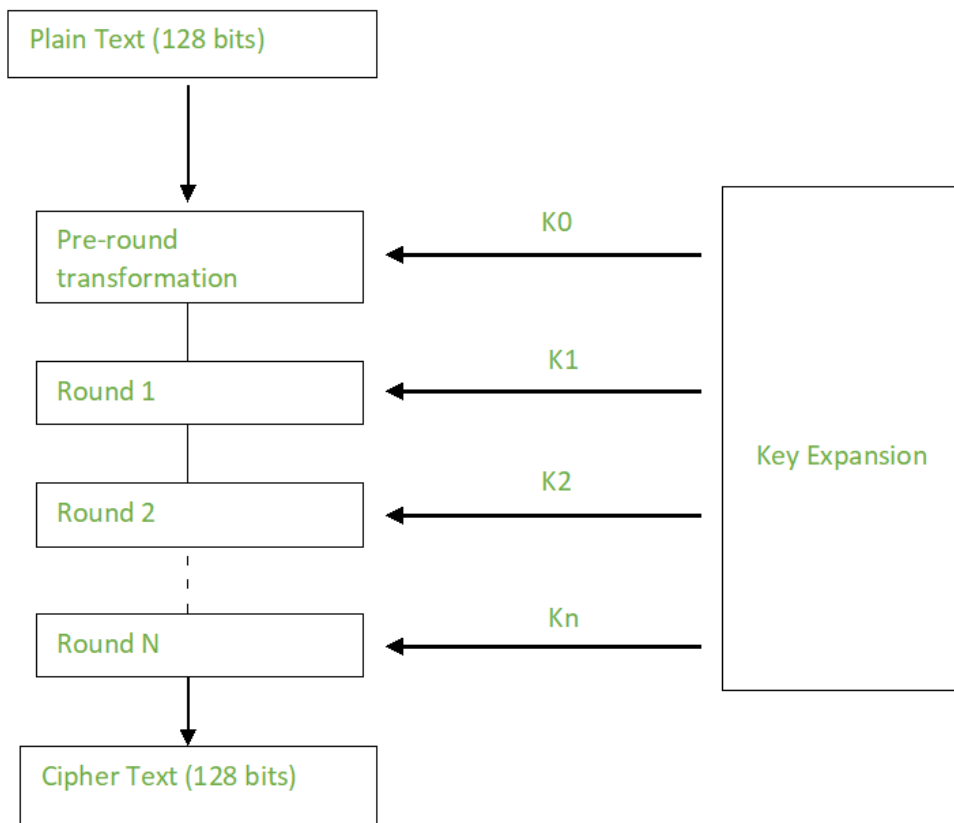 Plain Text (128 bits)
K0
Pre-round
transformation
K1
Round 1
Key Expansion
K2
Round 2
Kn
Round N
Cipher Text (128 bits)